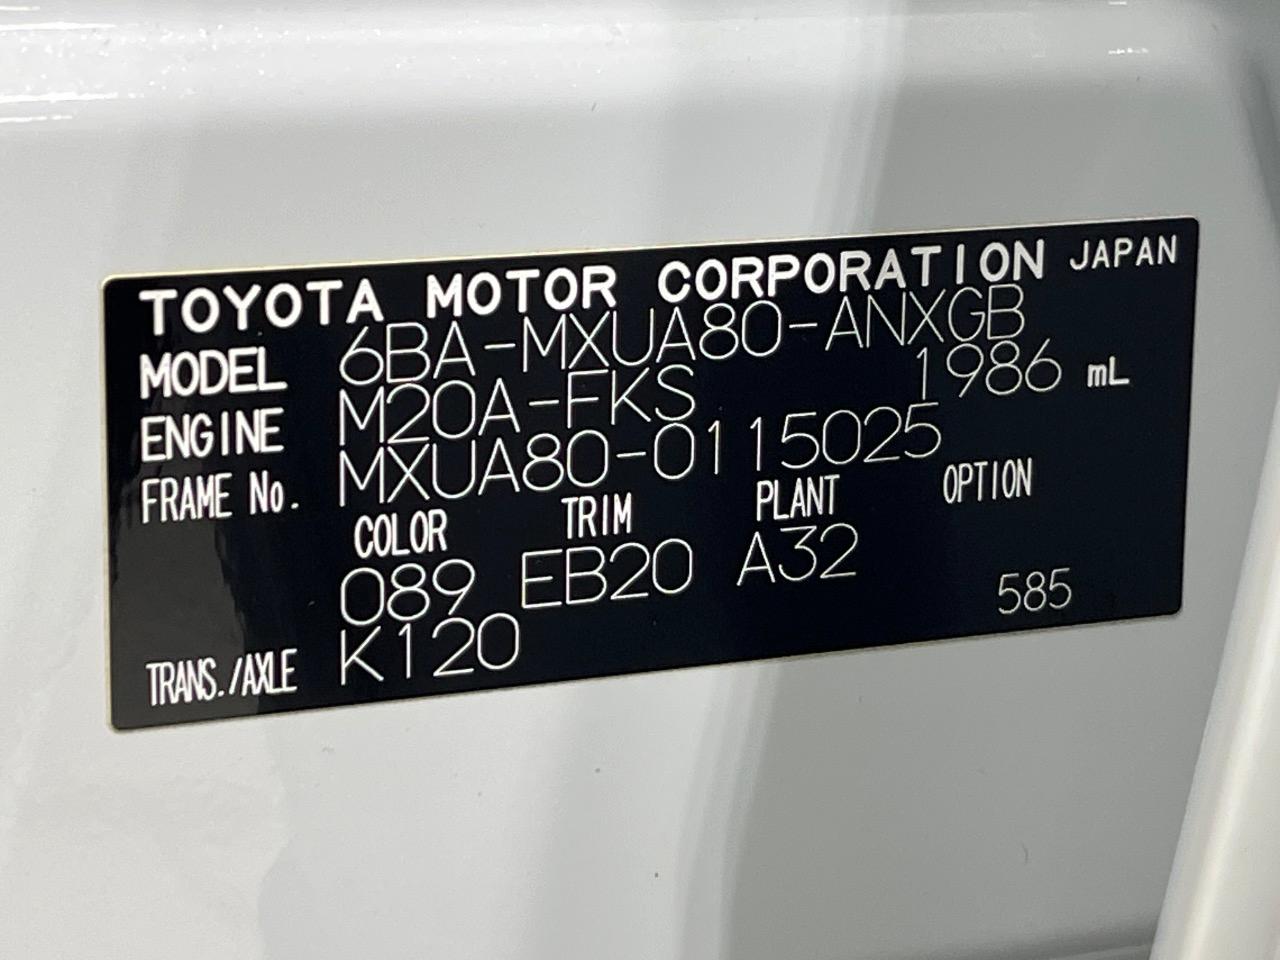 TOYOTA MOTOR CORPORATION JAPAN
MODEL 6BA-MXUA80-ANXGB
ENGINE M20A-FKS 1986 mL
FRAME No. MXUA80-0115025
COLOR TRIM PLANT OPTION
089 EB20 A32
TRANS./AXLE K120 585